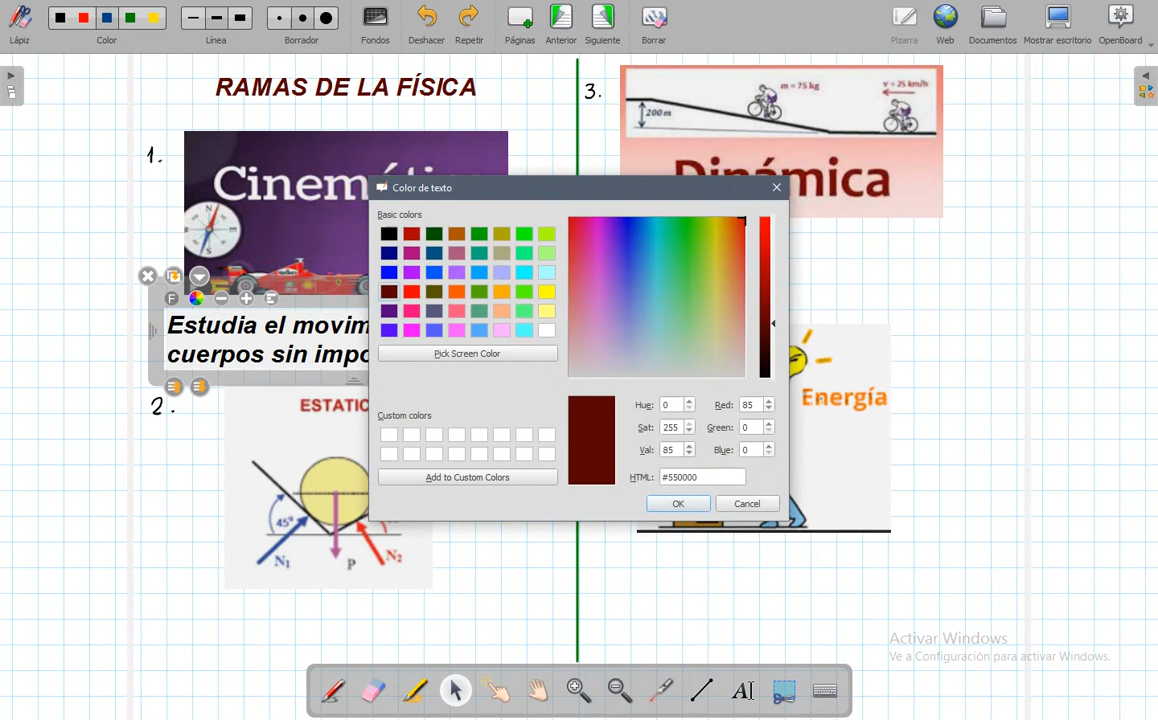 Lápiz
Color
Línea
Borrador
Fondos
Deshacer
Repetir
Páginas
Anterior
Siguiente
Borrar
Pizarra
Web
Documentos
Mostrar escritorio
OpenBoard
RAMAS DE LA FÍSICA
1.
F
Estudia el movim
cuerpos sin impo
2.
ESTATIC
45°
N1
P
N2
3.
m = 75 kg
v = 25 km/h
200 m
Dinámica
Energía
Color de texto
Basic colors
Pick Screen Color
Custom colors
Add to Custom Colors
Hue: 0
Red: 85
Sat: 255
Green: 0
Val: 85
Blue: 0
HTML: #550000
OK
Cancel
Activar Windows
Ve a Configuración para activar Windows.